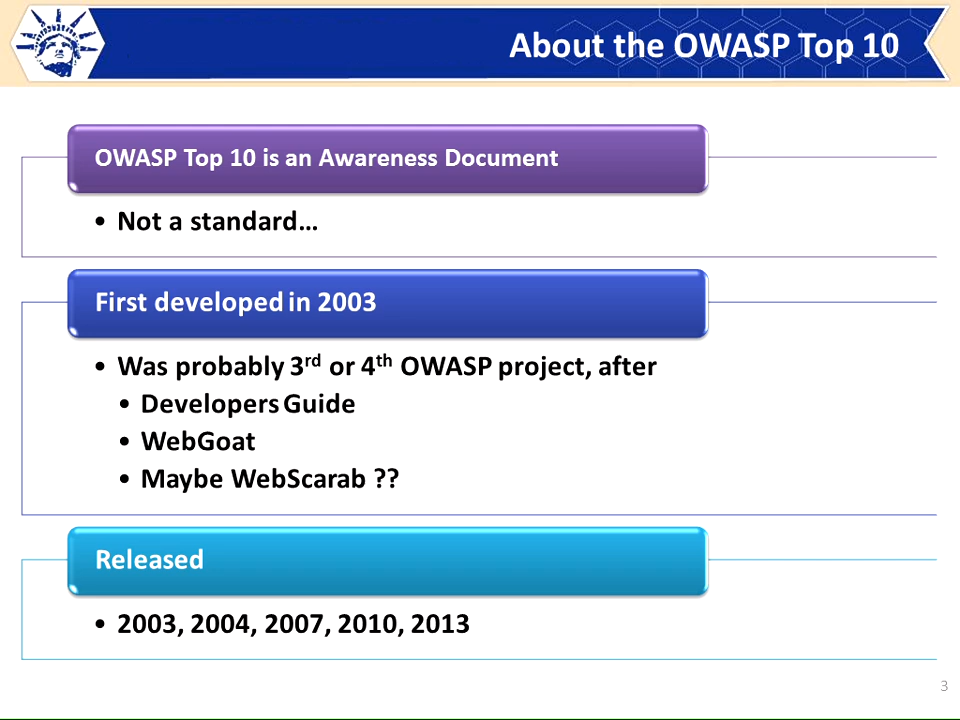 About the OWASP Top 10
OWASP Top 10 is an Awareness Document
• Not a standard…
First developed in 2003
• Was probably 3rd or 4th OWASP project, after
• Developers Guide
• WebGoat
• Maybe WebScarab ??
Released
• 2003, 2004, 2007, 2010, 2013
3